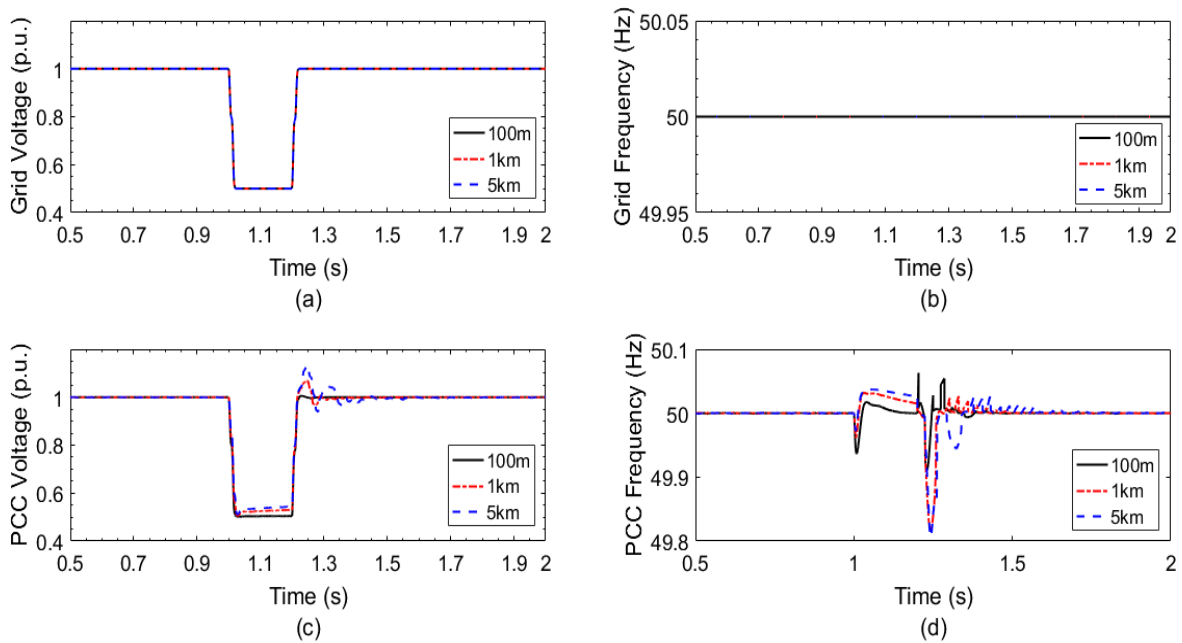 Grid Voltage (p.u.)
1
0.8
0.6
0.4
0.5 0.7 0.9 1.1 1.3 1.5 1.7 1.9 2
Time (s)
(a)
100m
1km
5km
Grid Frequency (Hz)
50.05
50
49.95
0.5 0.7 0.9 1.1 1.3 1.5 1.7 1.9 2
Time (s)
(b)
100m
1km
5km
PCC Voltage (p.u.)
1
0.8
0.6
0.4
0.5 0.7 0.9 1.1 1.3 1.5 1.7 1.9 2
Time (s)
(c)
100m
1km
5km
PCC Frequency (Hz)
50.1
50
49.9
49.8
0.5 1 1.5 2
Time (s)
(d)
100m
1km
5km